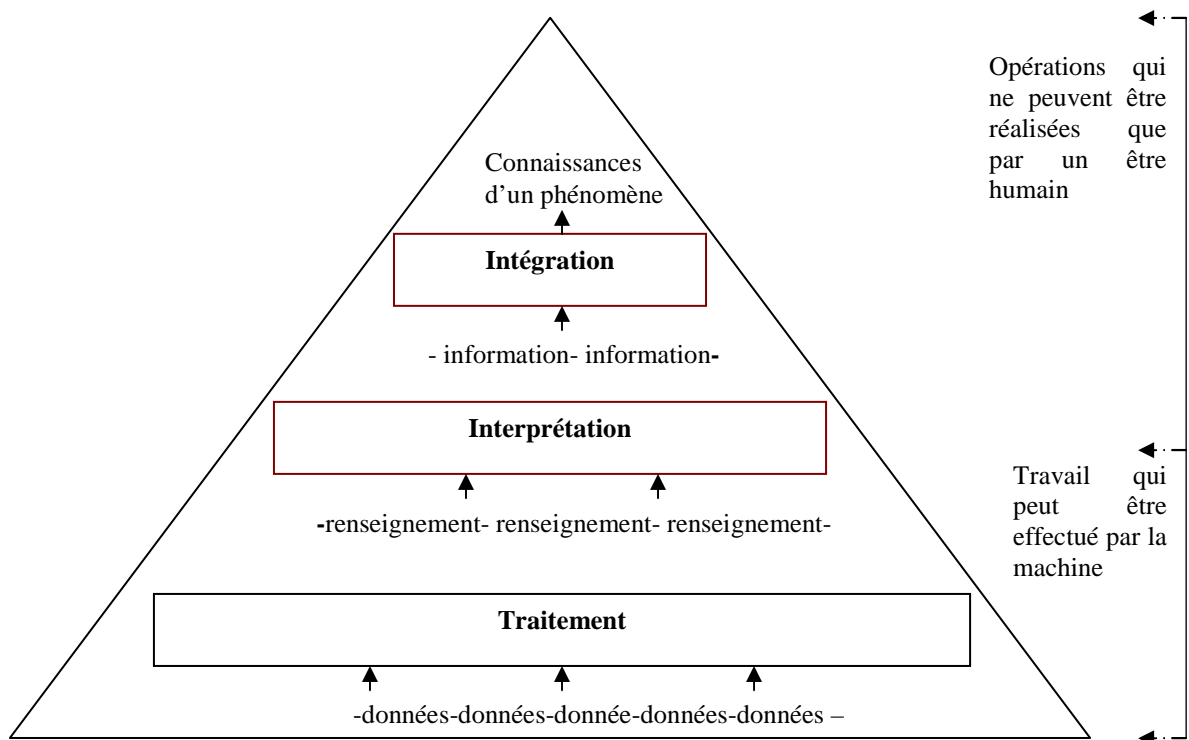 Opérations qui
ne peuvent être
réalisées que
par un être
humain
Connaissances
d’un phénomène
Intégration
- information- information-
Interprétation
-renseignement- renseignement- renseignement-
Travail qui
peut être
effectué par la
machine
Traitement
-données-données-donnée-données-données –